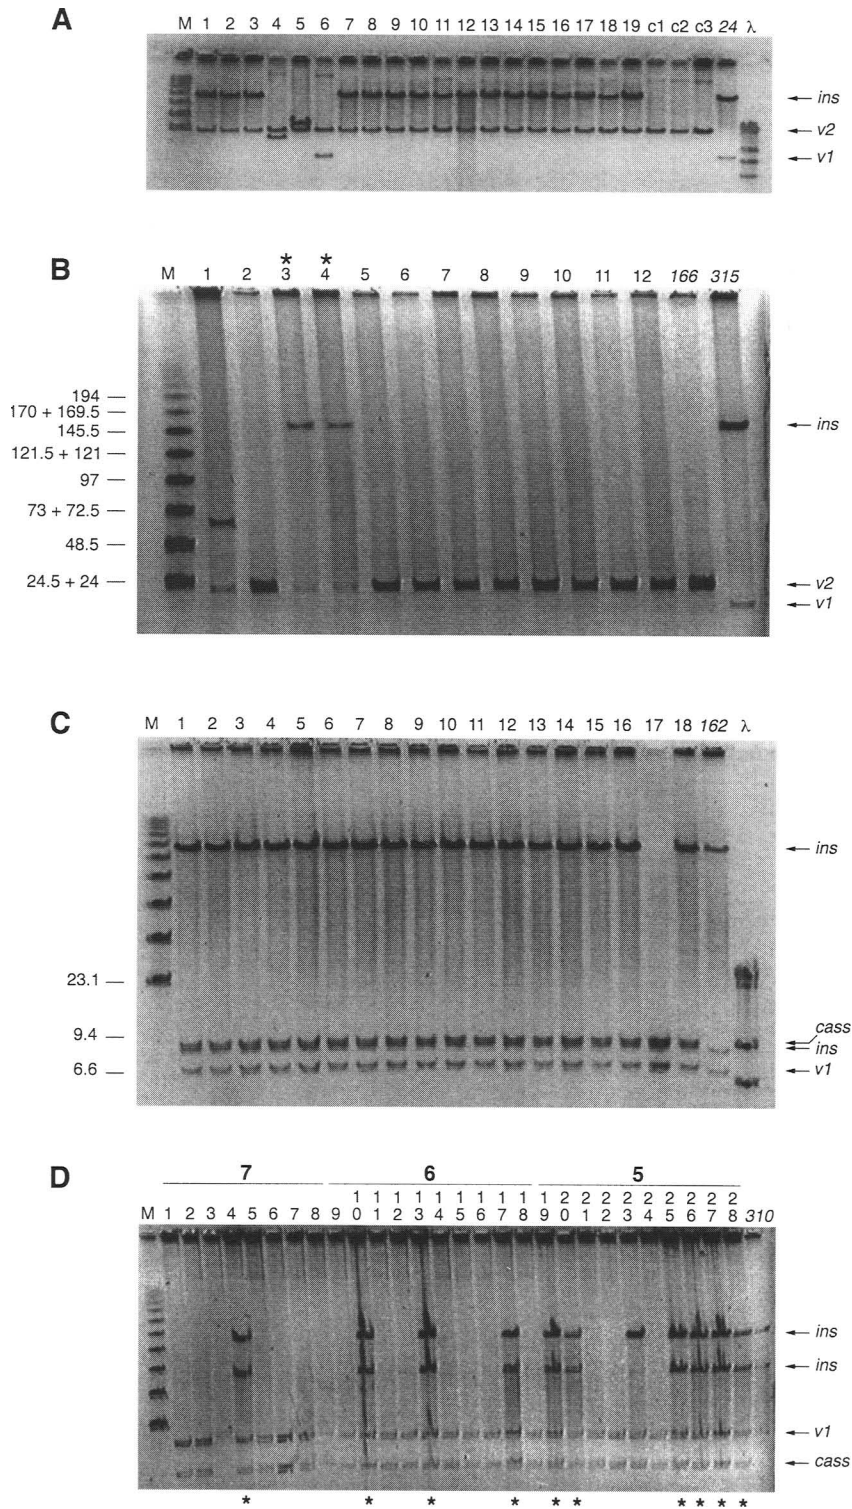 A
M 1 2 3 4 5 6 7 8 9 10 11 12 13 14 15 16 17 18 19 c1 c2 c3 24 λ
ins
v2
v1
B
* *
M 1 2 3 4 5 6 7 8 9 10 11 12 166 315
194
170 + 169.5
145.5
121.5 + 121
97
73 + 72.5
48.5
24.5 + 24
ins
v2
v1
C
M 1 2 3 4 5 6 7 8 9 10 11 12 13 14 15 16 17 18 162 λ
23.1
9.4
6.6
ins
cass
ins
v1
D
7 6 5
M 1 2 3 4 5 6 7 8 9 10 11 12 13 14 15 16 17 18 19 20 21 22 23 24 25 26 27 28 310
ins
ins
v1
cass
* * * * * * * * * *